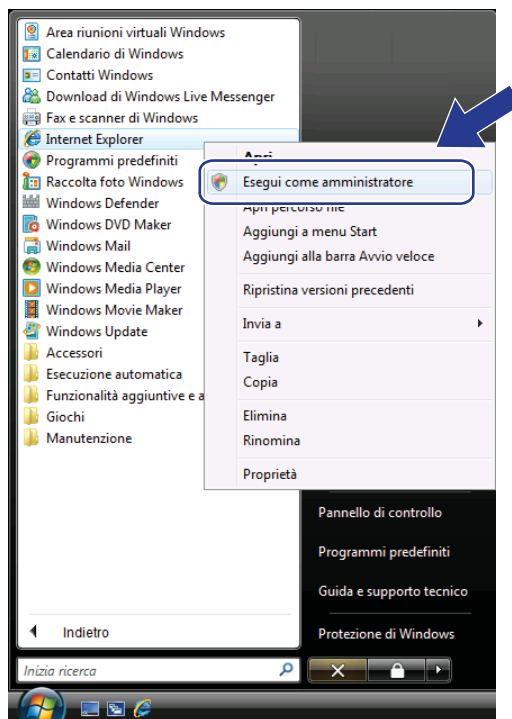 Area riunioni virtuali Windows
Calendario di Windows
Contatti Windows
Download di Windows Live Messenger
Fax e scanner di Windows
Internet Explorer
Programmi predefiniti
Raccolta foto Windows
Windows Defender
Windows DVD Maker
Windows Mail
Windows Media Center
Windows Media Player
Windows Movie Maker
Windows Update
Accessori
Esecuzione automatica
Funzionalità aggiuntive e a
Giochi
Manutenzione
Indietro
Inizia ricerca
Apri
Esegui come amministratore
Apri percorso file
Aggiungi a menu Start
Aggiungi alla barra Avvio veloce
Ripristina versioni precedenti
Invia a
Taglia
Copia
Elimina
Rinomina
Proprietà
Pannello di controllo
Programmi predefiniti
Guida e supporto tecnico
Protezione di Windows